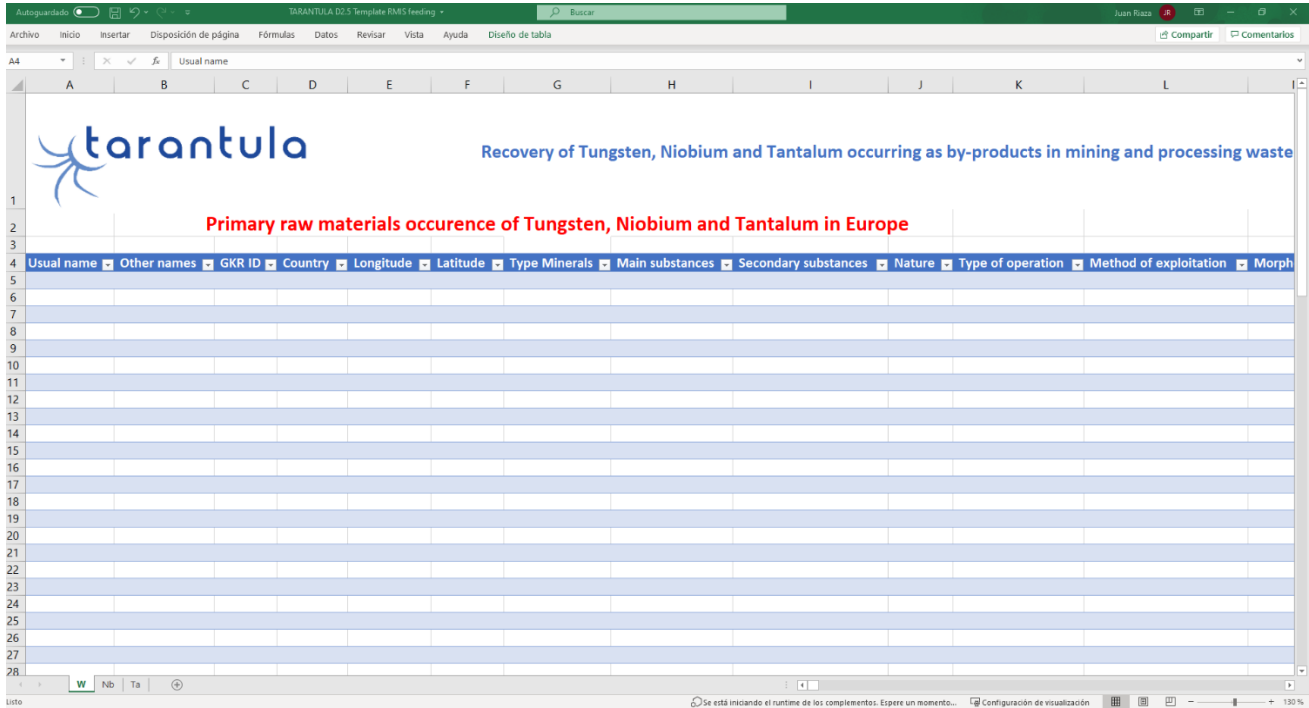 Autoguardado TARANTULA D2.5 Template RMIS feeding Buscar Juan Riaza JR
Archivo Inicio Insertar Disposición de página Fórmulas Datos Revisar Vista Ayuda Diseño de tabla Compartir Comentarios
A4 fx Usual name
A B C D E F G H I J K L
tarantula
Recovery of Tungsten, Niobium and Tantalum occurring as by-products in mining and processing waste
1
2 Primary raw materials occurence of Tungsten, Niobium and Tantalum in Europe
3
4 Usual name Other names GKR ID Country Longitude Latitude Type Minerals Main substances Secondary substances Nature Type of operation Method of exploitation Morph
5
6
7
8
9
10
11
12
13
14
15
16
17
18
19
20
21
22
23
24
25
26
27
28
W Nb Ta
Listo Se está iniciando el runtime de los complementos. Espere un momento... Configuración de visualización - + 130 %